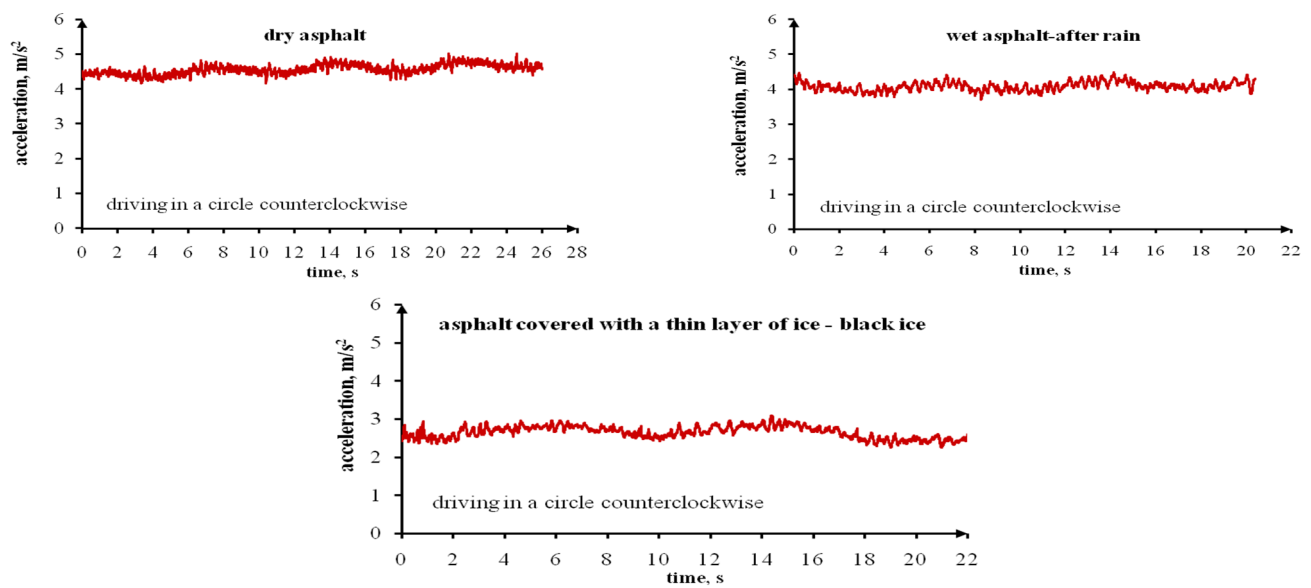 dry asphalt
acceleration, m/s²
6
5
4
3
2
1
0
driving in a circle counterclockwise
0 2 4 6 8 10 12 14 16 18 20 22 24 26 28
time, s
wet asphalt-after rain
acceleration, m/s²
6
5
4
3
2
1
0
driving in a circle counterclockwise
0 2 4 6 8 10 12 14 16 18 20 22
time, s
asphalt covered with a thin layer of ice - black ice
acceleration, m/s²
6
5
4
3
2
1
0
driving in a circle counterclockwise
0 2 4 6 8 10 12 14 16 18 20 22
time, s